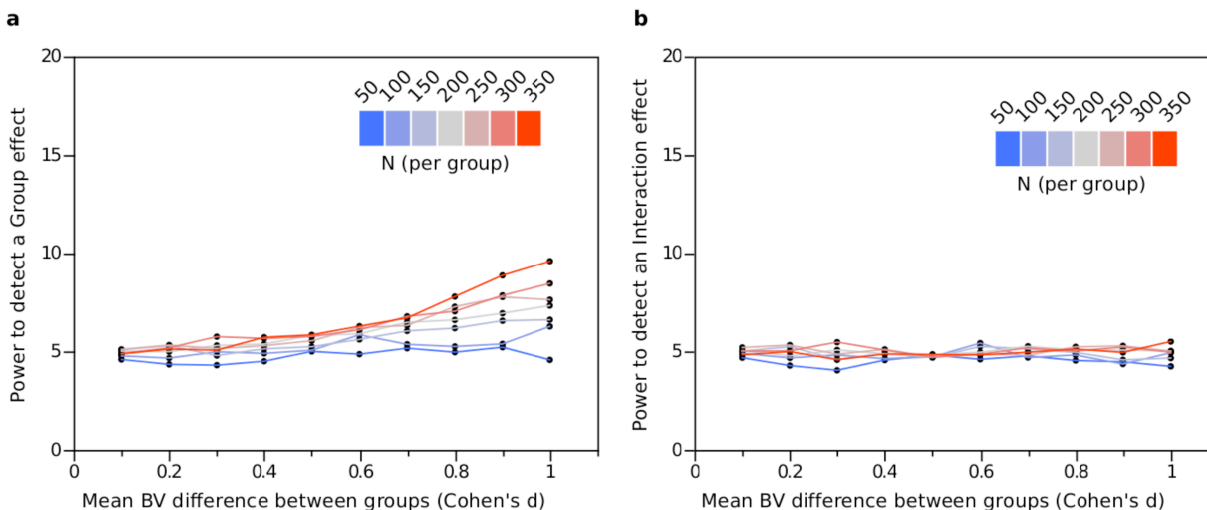 a
20
15
10
5
0
Power to detect a Group effect
50 100 150 200 250 300 350
N (per group)
0 0.2 0.4 0.6 0.8 1
Mean BV difference between groups (Cohen's d)
b
20
15
10
5
0
Power to detect an Interaction effect
50 100 150 200 250 300 350
N (per group)
0 0.2 0.4 0.6 0.8 1
Mean BV difference between groups (Cohen's d)